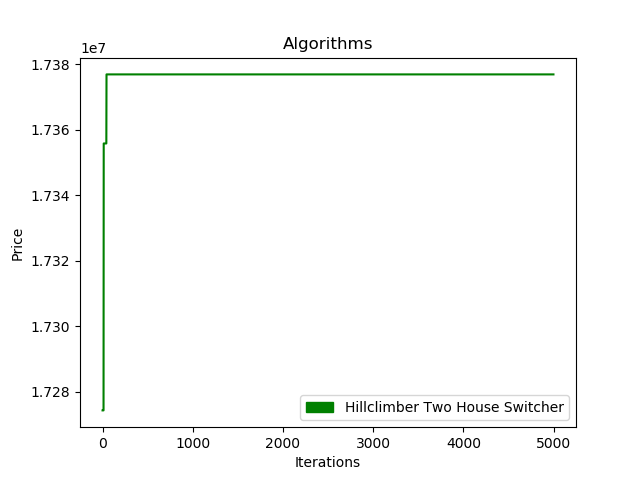 Algorithms
1e7
1.738
1.736
1.734
1.732
1.730
1.728
Price
0 1000 2000 3000 4000 5000
Iterations
Hillclimber Two House Switcher